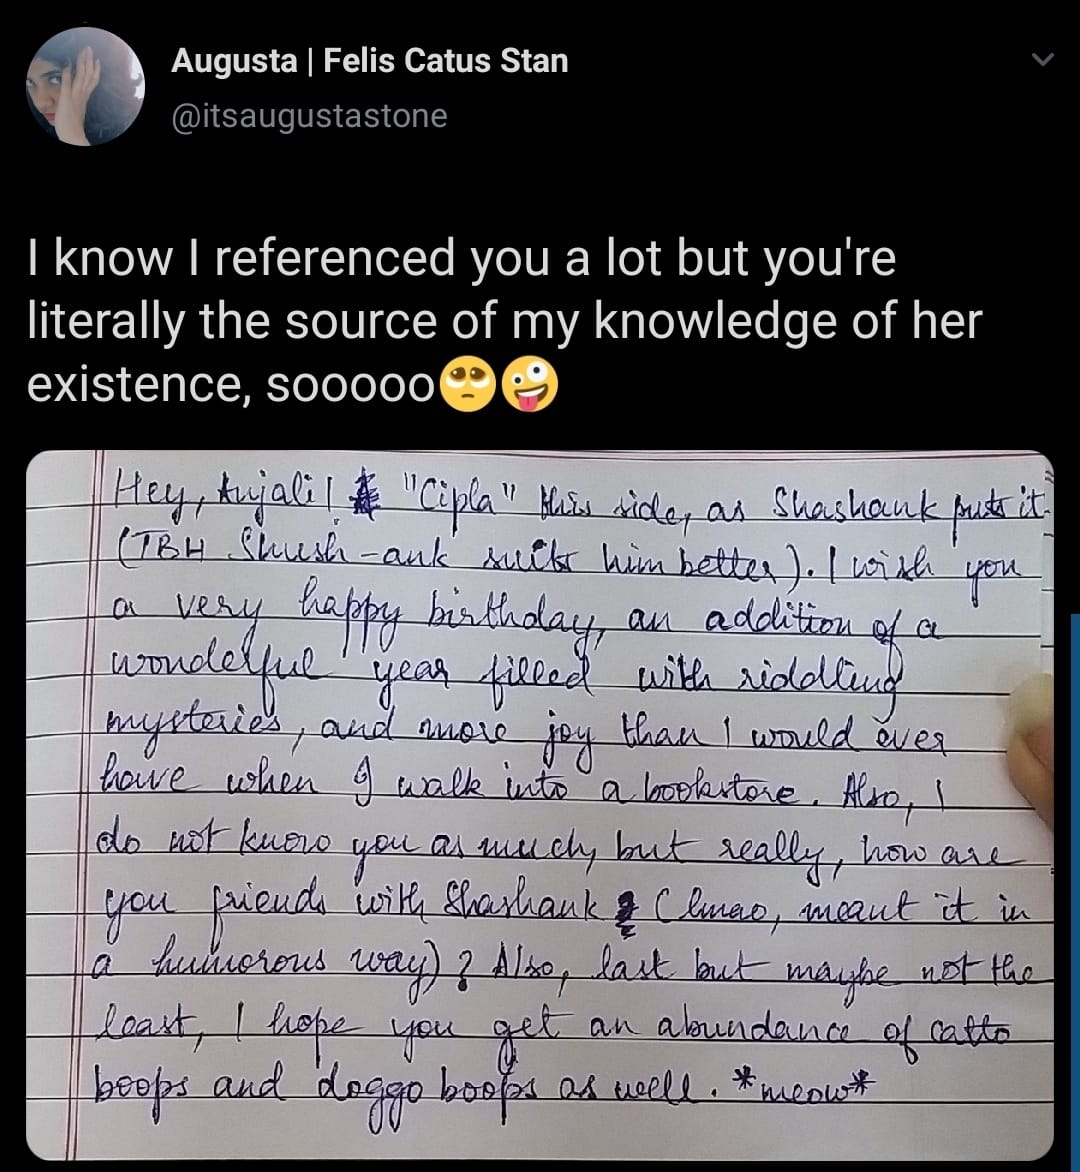 Augusta | Felis Catus Stan
@itsaugustastone
I know I referenced you a lot but you're
literally the source of my knowledge of her
existence, sooooo🥺🤪
Hey, Anjali! "Cipla" this side, as Shashank puts it
(TBH Shush-ank suits him better). I wish you
a very happy birthday, an addition of a
wonderful year filled with riddling
mysteries, and more joy than I would ever
have when I walk into a bookstore. Also, I
do not know you as much, but really, how are
you friends with Shashank (lmao, meant it in
a humorous way)? Also, last but maybe not the
least, I hope you get an abundance of catto
boops and doggo boops as well. *meow*